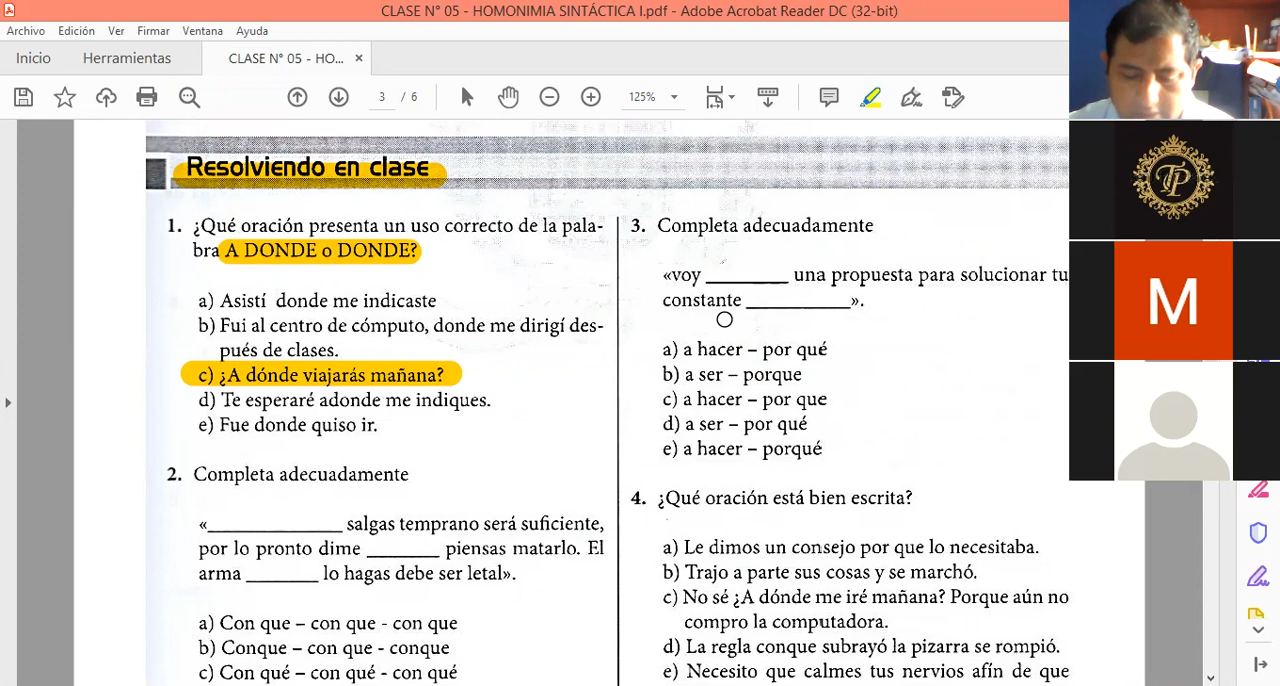 CLASE N° 05 - HOMONIMIA SINTÁCTICA I.pdf - Adobe Acrobat Reader DC (32-bit)
Archivo Edición Ver Firmar Ventana Ayuda
Inicio Herramientas CLASE N° 05 - HO... ×
3 / 6 125%
Resolviendo en clase
1. ¿Qué oración presenta un uso correcto de la pala-
bra A DONDE o DONDE?
a) Asistí donde me indicaste
b) Fui al centro de cómputo, donde me dirigí des-
pués de clases.
c) ¿A dónde viajarás mañana?
d) Te esperaré adonde me indiques.
e) Fue donde quiso ir.
2. Completa adecuadamente
«______________ salgas temprano será suficiente,
por lo pronto dime ________ piensas matarlo. El
arma ________ lo hagas debe ser letal».
a) Con que – con que - con que
b) Conque – con que - conque
c) Con qué – con qué - con qué
3. Completa adecuadamente
«voy _________ una propuesta para solucionar tu
constante ___________».
a) a hacer – por qué
b) a ser – porque
c) a hacer – por que
d) a ser – por qué
e) a hacer – porqué
4. ¿Qué oración está bien escrita?
a) Le dimos un consejo por que lo necesitaba.
b) Trajo a parte sus cosas y se marchó.
c) No sé ¿A dónde me iré mañana? Porque aún no
compro la computadora.
d) La regla conque subrayó la pizarra se rompió.
e) Necesito que calmes tus nervios afín de que
TP
M